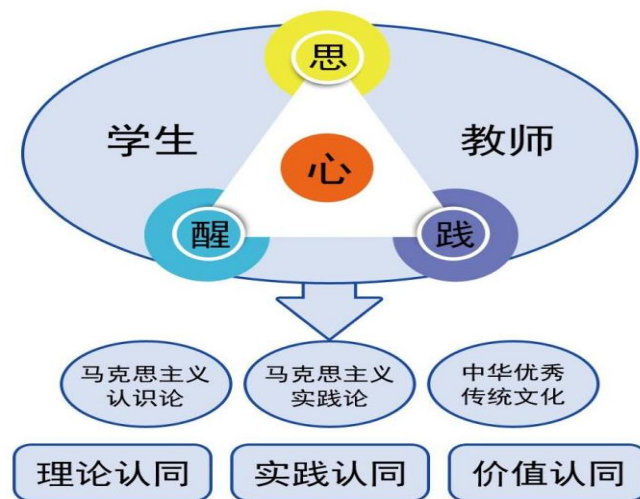 思
学生
教师
心
醒
践
马克思主义
认识论
马克思主义
实践论
中华优秀
传统文化
理论认同
实践认同
价值认同